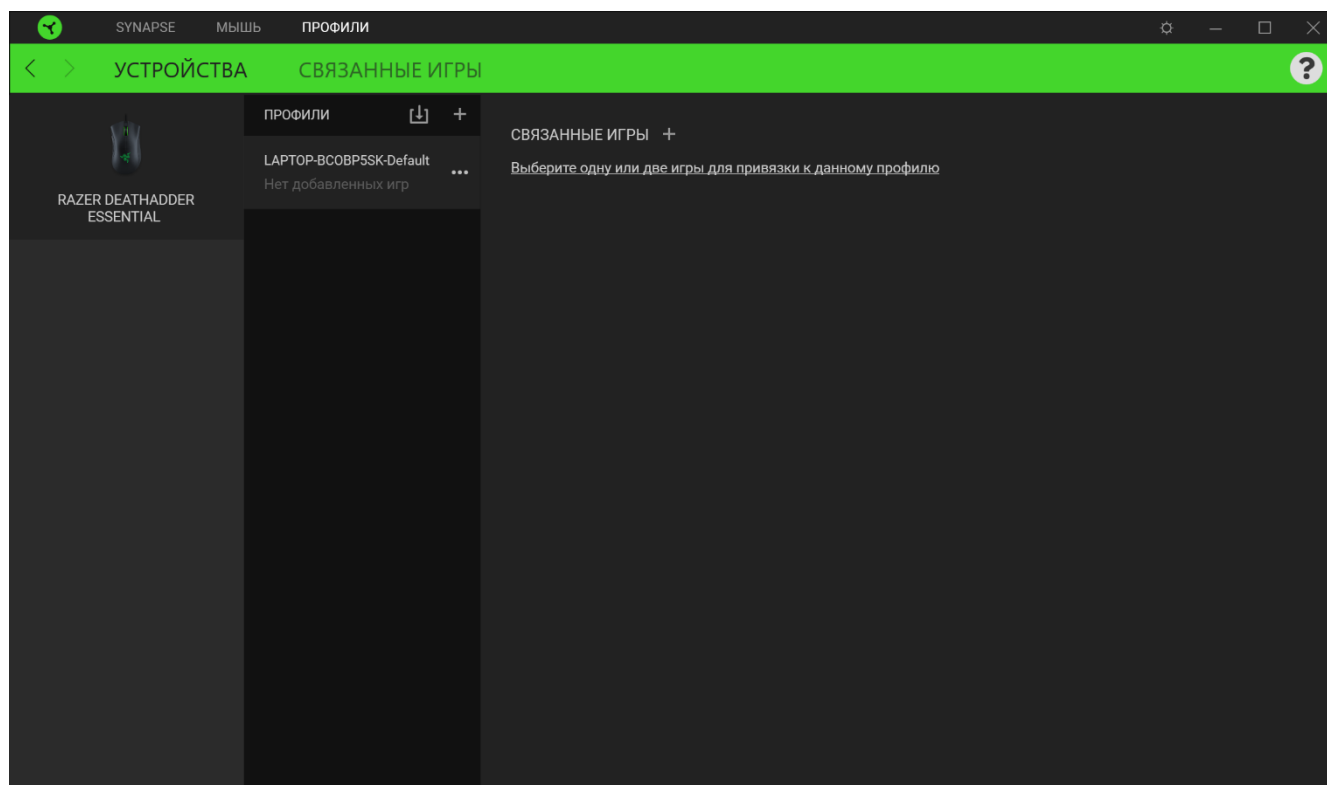 SYNAPSE МЫШЬ ПРОФИЛИ
УСТРОЙСТВА СВЯЗАННЫЕ ИГРЫ ?
RAZER DEATHADDER
ESSENTIAL
ПРОФИЛИ
LAPTOP-BCOBP5SK-Default
Нет добавленных игр
СВЯЗАННЫЕ ИГРЫ +
Выберите одну или две игры для привязки к данному профилю